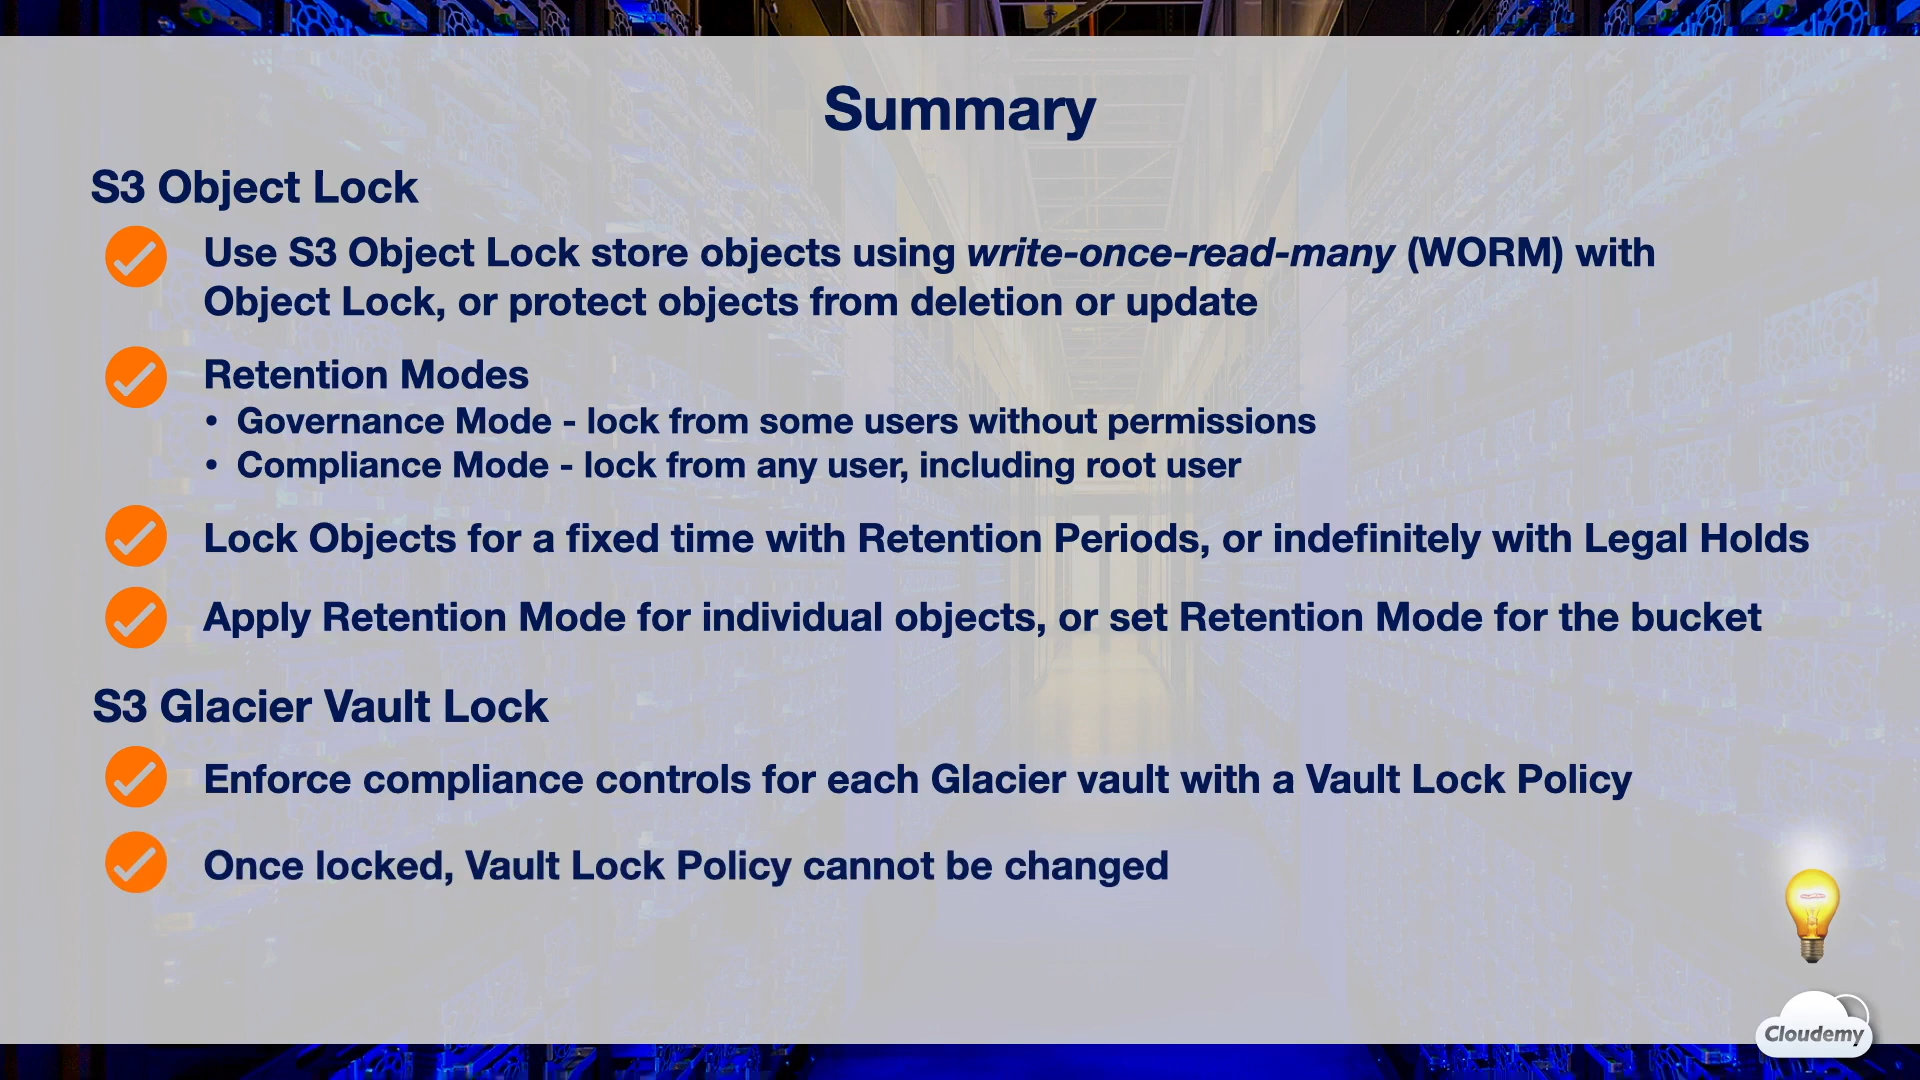 Summary
S3 Object Lock
Use S3 Object Lock store objects using write-once-read-many (WORM) with
Object Lock, or protect objects from deletion or update
Retention Modes
• Governance Mode - lock from some users without permissions
• Compliance Mode - lock from any user, including root user
Lock Objects for a fixed time with Retention Periods, or indefinitely with Legal Holds
Apply Retention Mode for individual objects, or set Retention Mode for the bucket
S3 Glacier Vault Lock
Enforce compliance controls for each Glacier vault with a Vault Lock Policy
Once locked, Vault Lock Policy cannot be changed
Cloudemy